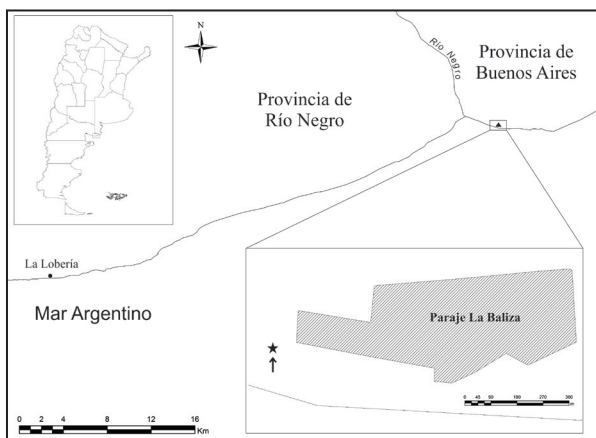 N
Río Negro
Provincia de
Buenos Aires
Provincia de
Río Negro
La Lobería
Mar Argentino
Paraje La Baliza
0 45 90 180 270 360
0 2 4 8 12 16
Km